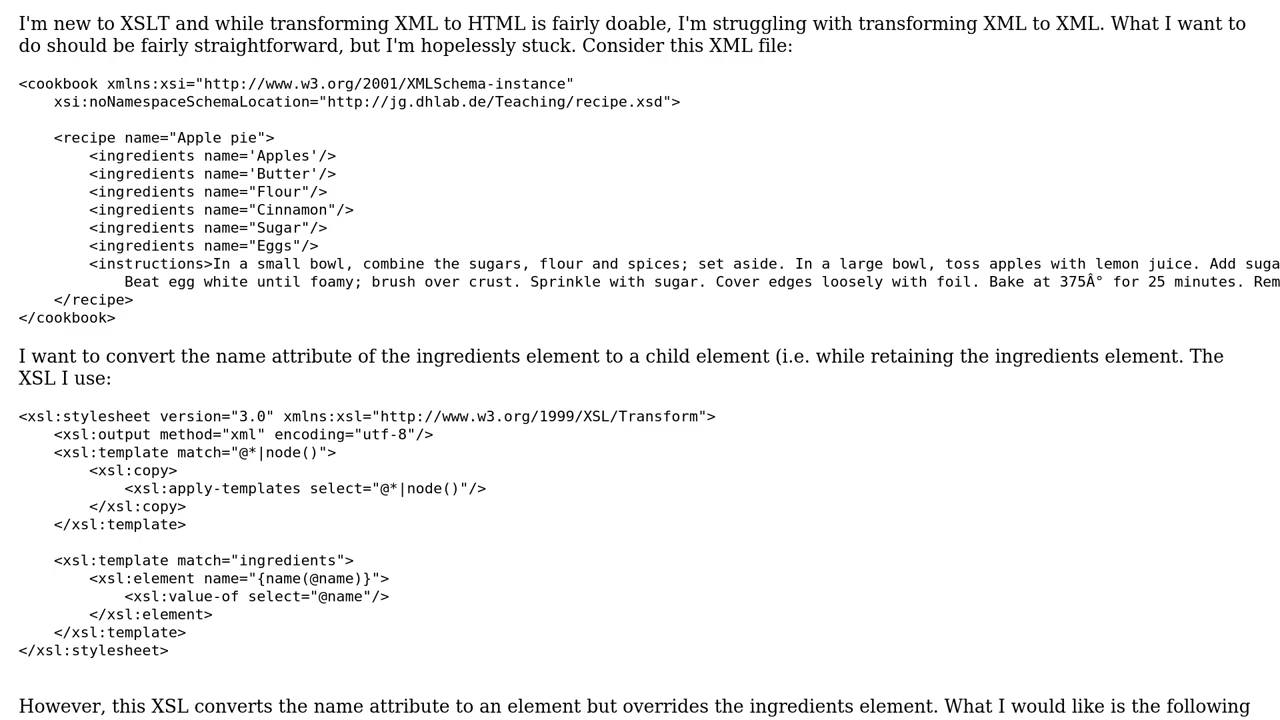 I'm new to XSLT and while transforming XML to HTML is fairly doable, I'm struggling with transforming XML to XML. What I want to
do should be fairly straightforward, but I'm hopelessly stuck. Consider this XML file:
<cookbook xmlns:xsi="http://www.w3.org/2001/XMLSchema-instance"
    xsi:noNamespaceSchemaLocation="http://jg.dhlab.de/Teaching/recipe.xsd">
    <recipe name="Apple pie">
        <ingredients name='Apples'/>
        <ingredients name='Butter'/>
        <ingredients name="Flour"/>
        <ingredients name="Cinnamon"/>
        <ingredients name="Sugar"/>
        <ingredients name="Eggs"/>
        <instructions>In a small bowl, combine the sugars, flour and spices; set aside. In a large bowl, toss apples with lemon juice. Add suga
            Beat egg white until foamy; brush over crust. Sprinkle with sugar. Cover edges loosely with foil. Bake at 375Â° for 25 minutes. Rem
    </recipe>
</cookbook>
I want to convert the name attribute of the ingredients element to a child element (i.e. while retaining the ingredients element. The
XSL I use:
<xsl:stylesheet version="3.0" xmlns:xsl="http://www.w3.org/1999/XSL/Transform">
    <xsl:output method="xml" encoding="utf-8"/>
    <xsl:template match="@*|node()">
        <xsl:copy>
            <xsl:apply-templates select="@*|node()"/>
        </xsl:copy>
    </xsl:template>
    <xsl:template match="ingredients">
        <xsl:element name="{name(@name)}">
            <xsl:value-of select="@name"/>
        </xsl:element>
    </xsl:template>
</xsl:stylesheet>
However, this XSL converts the name attribute to an element but overrides the ingredients element. What I would like is the following